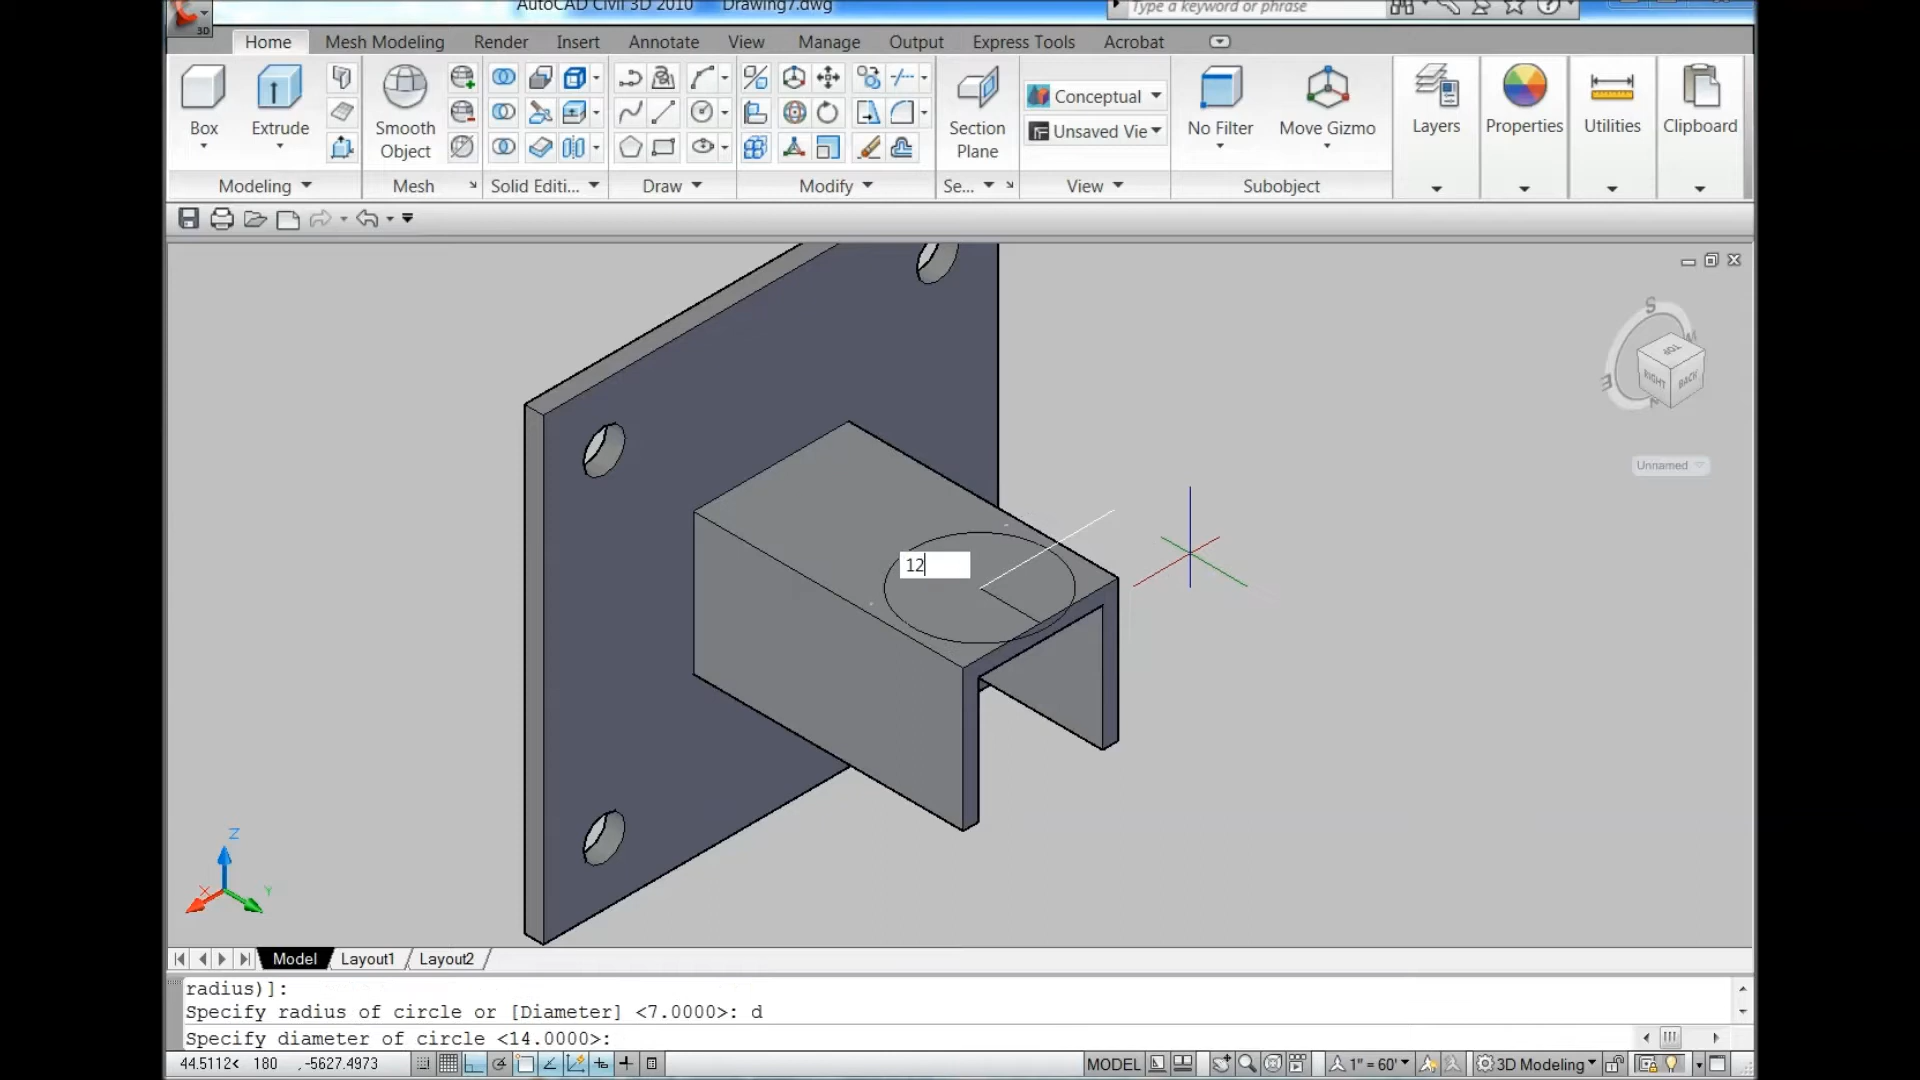 AutoCAD Civil 3D 2010 Drawing7.dwg
Type a keyword or phrase
3D
Home Mesh Modeling Render Insert Annotate View Manage Output Express Tools Acrobat
Box
Extrude
Smooth Object
Section Plane
Conceptual
Unsaved Vie
No Filter
Move Gizmo
Layers
Properties
Utilities
Clipboard
Modeling
Mesh
Solid Editi...
Draw
Modify
Se...
View
Subobject
S
W
E
TOP
RIGHT
BACK
Unnamed
12
Z
X
Y
Model Layout1 Layout2
radius)]:
Specify radius of circle or [Diameter] <7.0000>: d
Specify diameter of circle <14.0000>:
44.5112< 180 ,-5627.4973
MODEL
1" = 60'
3D Modeling